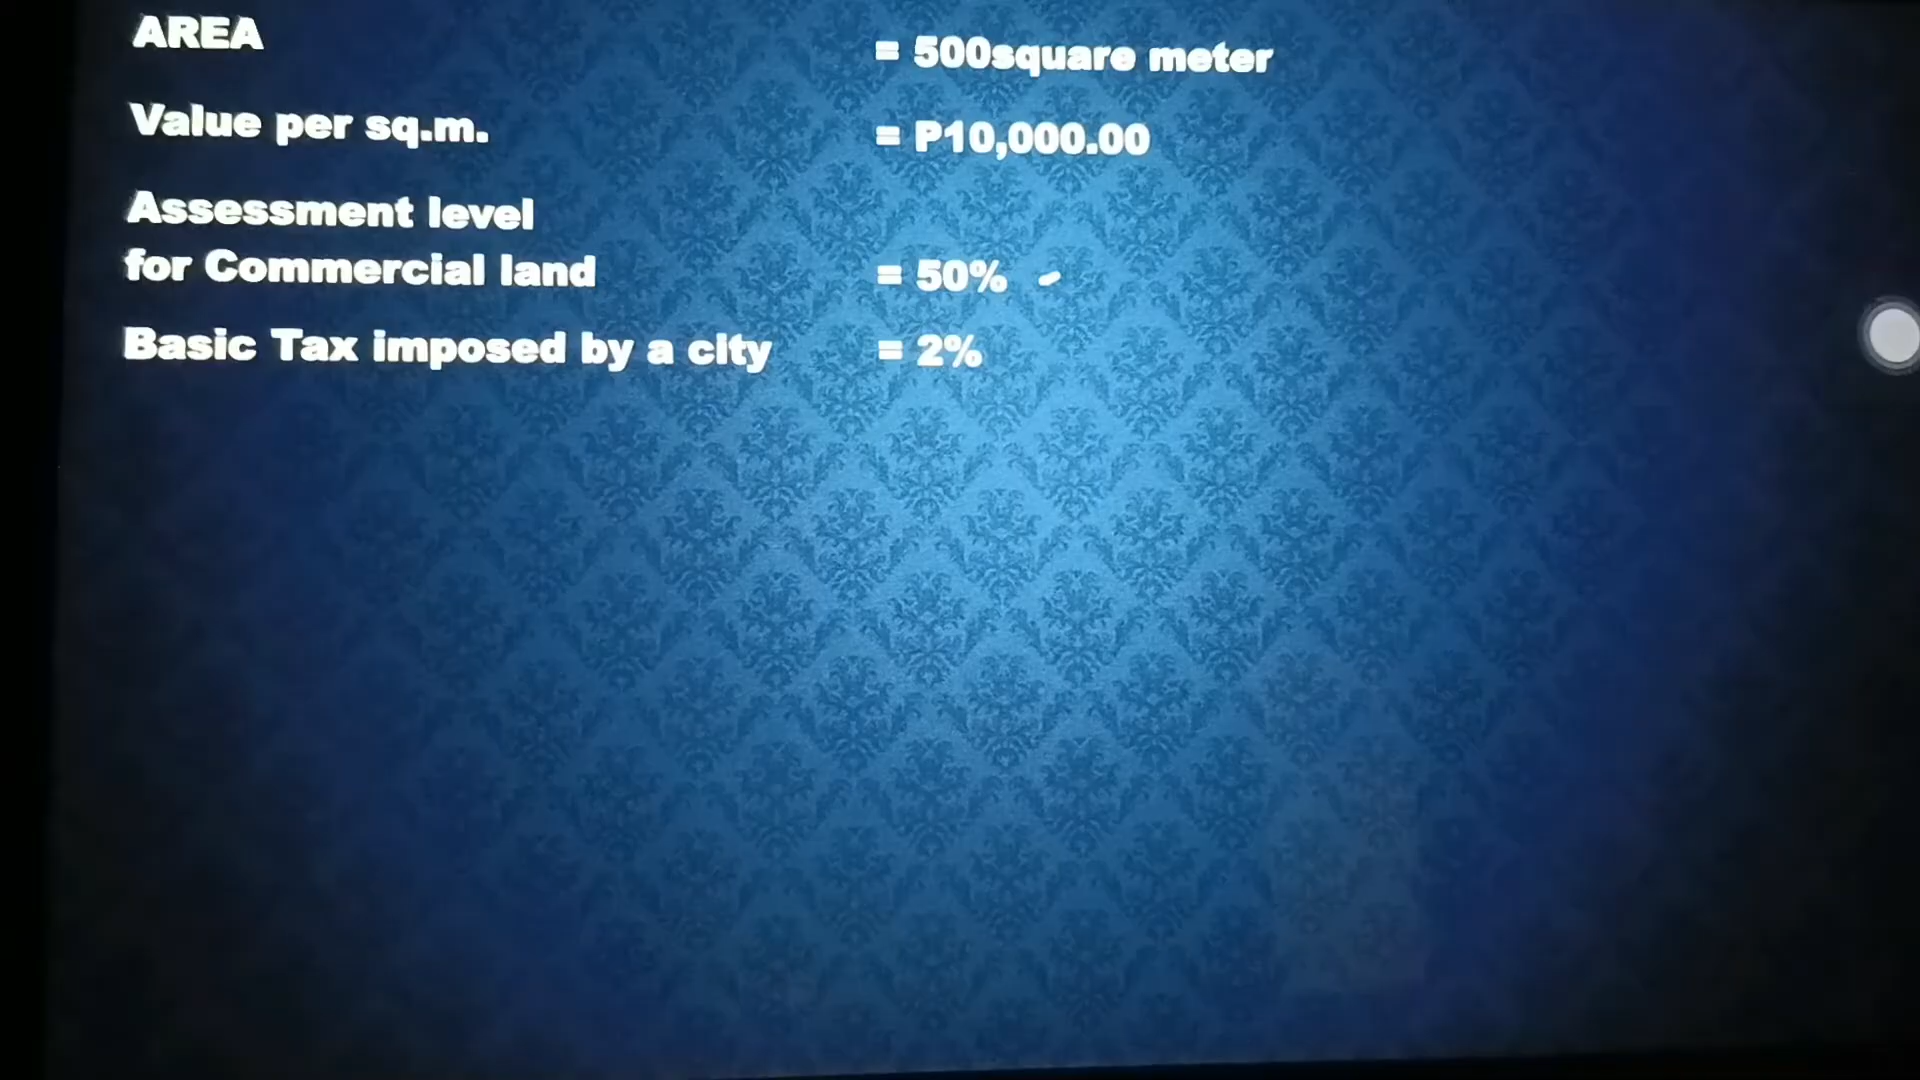 AREA = 500square meter
Value per sq.m. = P10,000.00
Assessment level
for Commercial land = 50%
Basic Tax imposed by a city = 2%